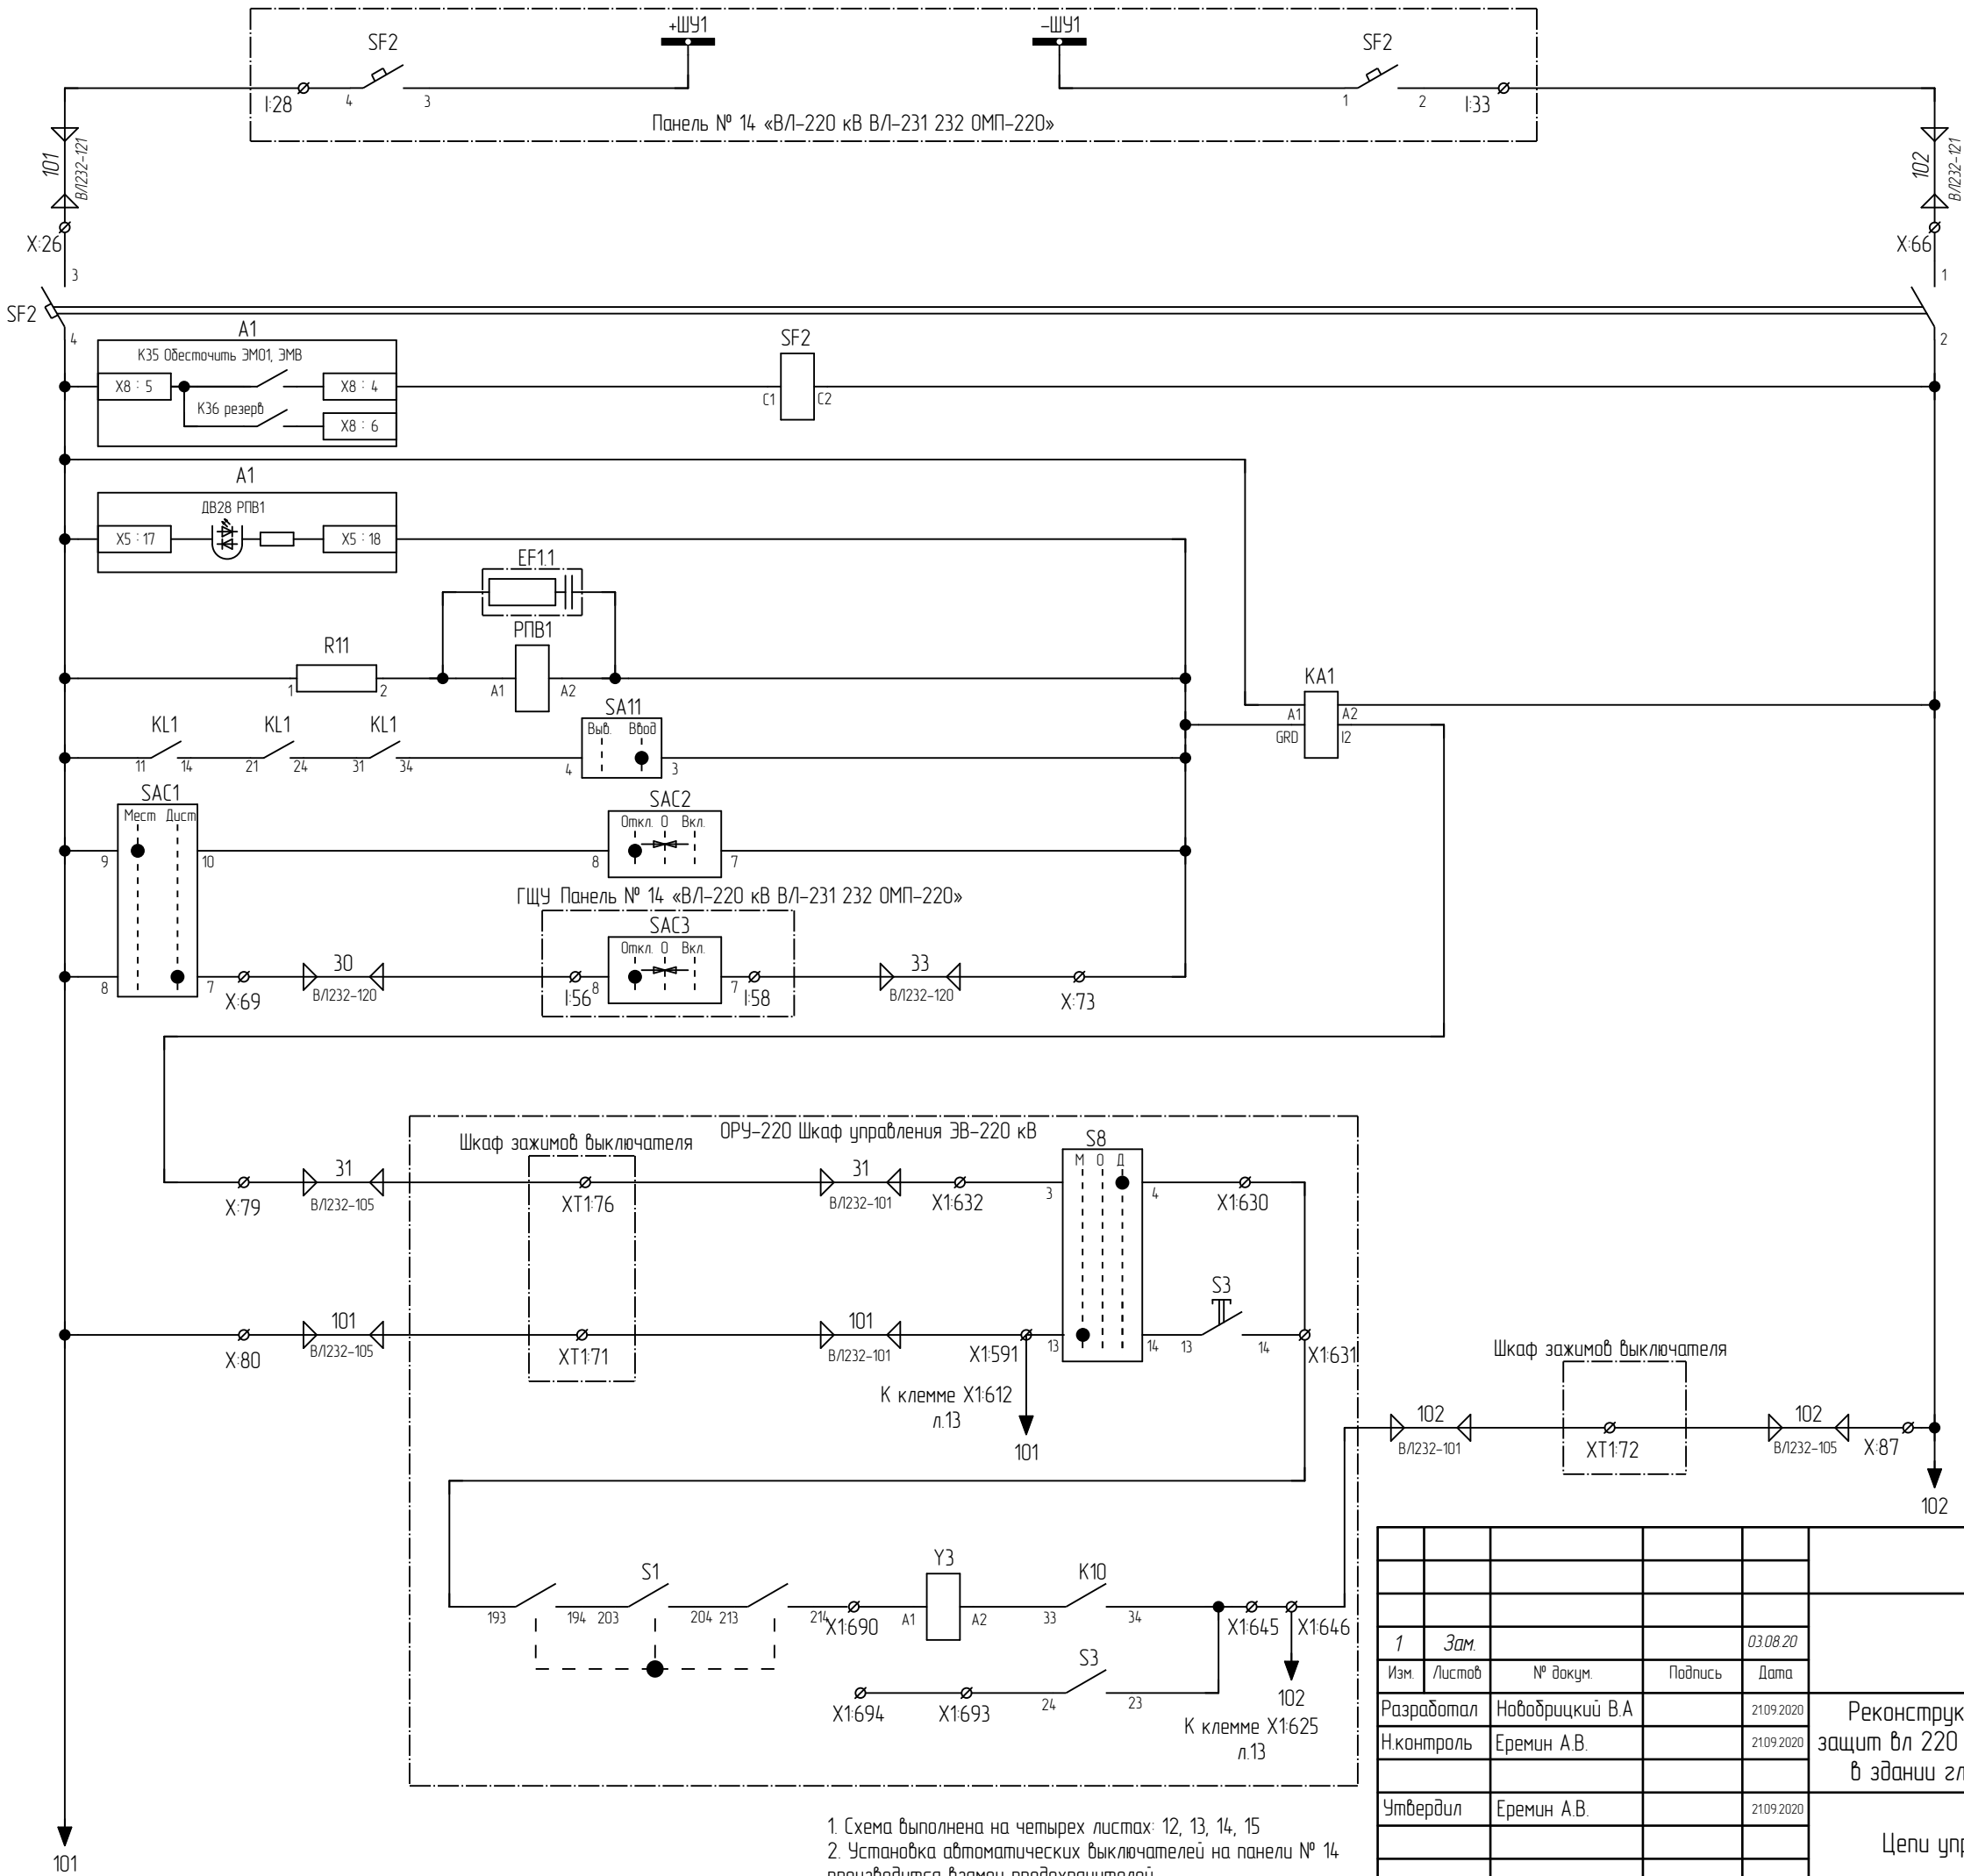 +ШУ1
-ШУ1
SF2
SF2
I:28
4
3
1
2
I:33
Панель № 14 «ВЛ-220 кВ ВЛ-231 232 ОМП-220»
101
ВЛ232-121
102
ВЛ232-121
X:26
X:66
3
1
SF2
4
2
A1
К35 Обесточить ЭМО1, ЭМВ
X8 : 5
X8 : 4
К36 резерв
X8 : 6
SF2
C1
C2
A1
ДВ28 РПВ1
X5 : 17
X5 : 18
EF1.1
РПВ1
R11
1
2
A1
A2
KA1
A1
A2
GRD
I2
KL1
KL1
KL1
SA11
Выв.
Ввод
11
14
21
24
31
34
4
3
SAC1
Мест
Дист
9
10
SAC2
Откл.
О
Вкл.
8
7
ГЩУ Панель № 14 «ВЛ-220 кВ ВЛ-231 232 ОМП-220»
SAC3
Откл.
О
Вкл.
8
7
X:69
30
ВЛ232-120
I:56
8
7
I:58
33
ВЛ232-120
X:73
ОРУ-220 Шкаф управления ЭВ-220 кВ
Шкаф зажимов выключателя
S8
М
О
Д
X:79
31
ВЛ232-105
XT1:76
31
ВЛ232-101
X1:632
3
4
X1:630
S3
X:80
101
ВЛ232-105
XT1:71
101
ВЛ232-101
X1:591
13
14
13
14
X1:631
К клемме X1:612
л.13
101
Шкаф зажимов выключателя
102
ВЛ232-101
XT1:72
102
ВЛ232-105
X:87
102
S1
Y3
K10
193
194
203
204
213
214
X1:690
A1
A2
33
34
X1:645
X1:646
S3
X1:694
X1:693
24
23
102
К клемме X1:625
л.13
101
1. Схема выполнена на четырех листах: 12, 13, 14, 15
2. Установка автоматических выключателей на панели № 14
1
Зам.
03.08.20
Изм.
Листов
№ докум.
Подпись
Дата
Разработал
Новобрицкий В.А
21.09.2020
Н.контроль
Еремин А.В.
21.09.2020
Утвердил
Еремин А.В.
21.09.2020
Реконструк
защит вл 220
в здании гл
Цепи упр